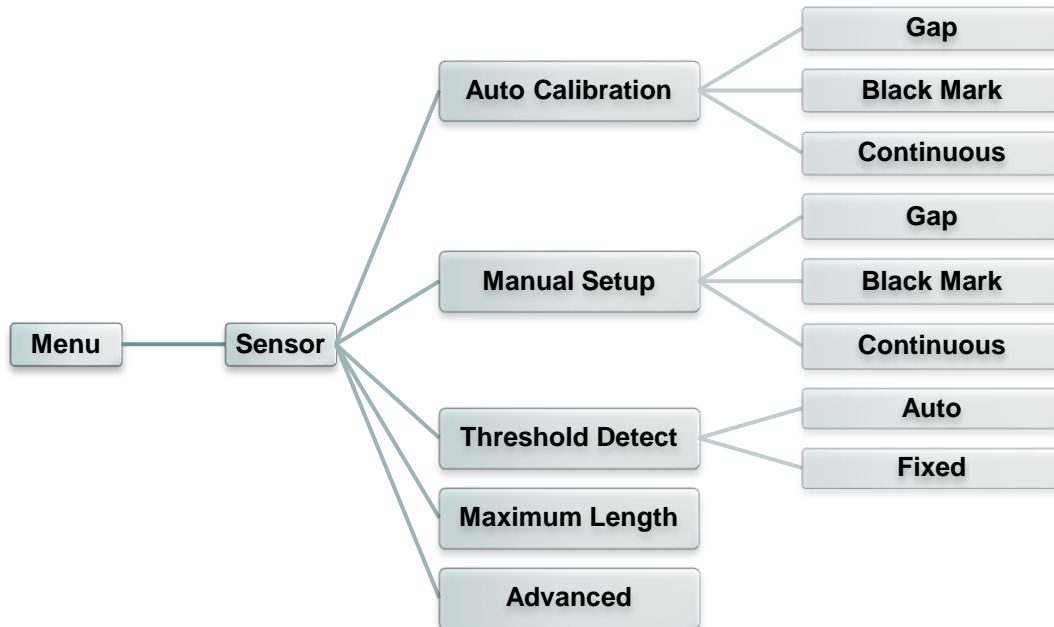 Menu
Sensor
Auto Calibration
Gap
Black Mark
Continuous
Manual Setup
Gap
Black Mark
Continuous
Threshold Detect
Auto
Fixed
Maximum Length
Advanced